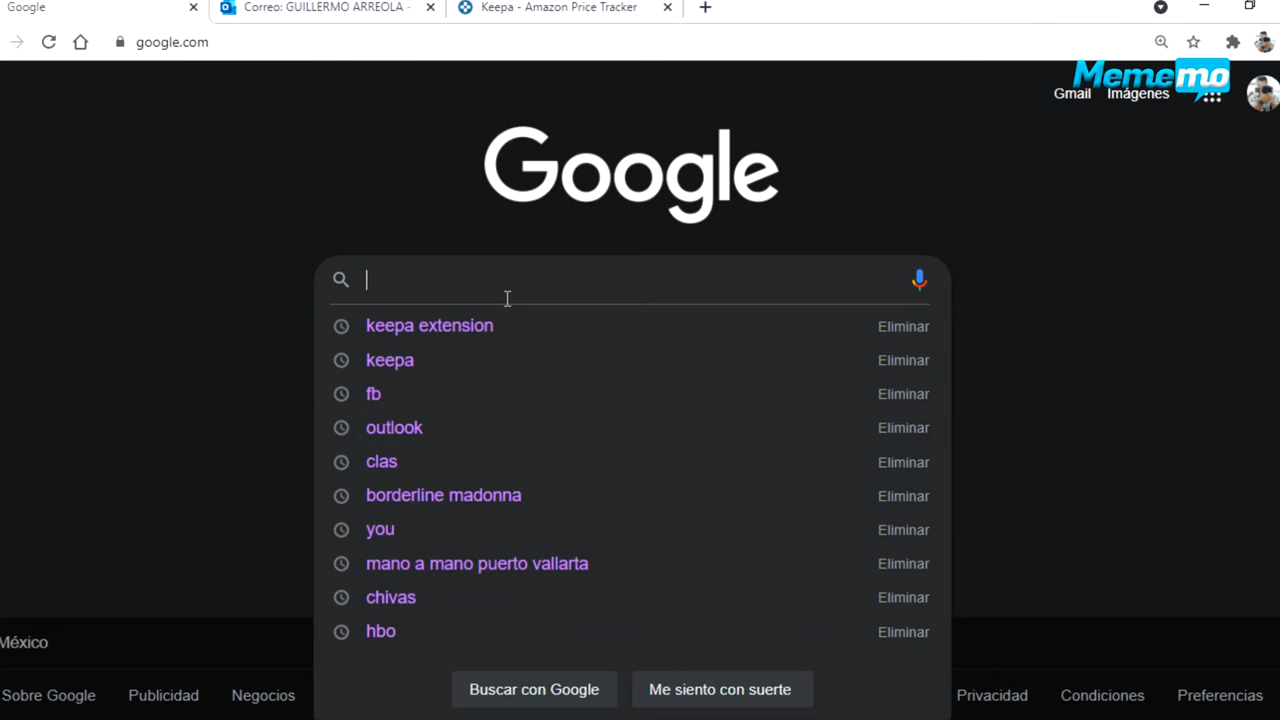 Google
Correo: GUILLERMO ARREOLA -
Keepa - Amazon Price Tracker
google.com
Mememo
Gmail Imágenes
Google
keepa extension Eliminar
keepa Eliminar
fb Eliminar
outlook Eliminar
clas Eliminar
borderline madonna Eliminar
you Eliminar
mano a mano puerto vallarta Eliminar
chivas Eliminar
hbo Eliminar
México
Buscar con Google Me siento con suerte
Sobre Google Publicidad Negocios Privacidad Condiciones Preferencias